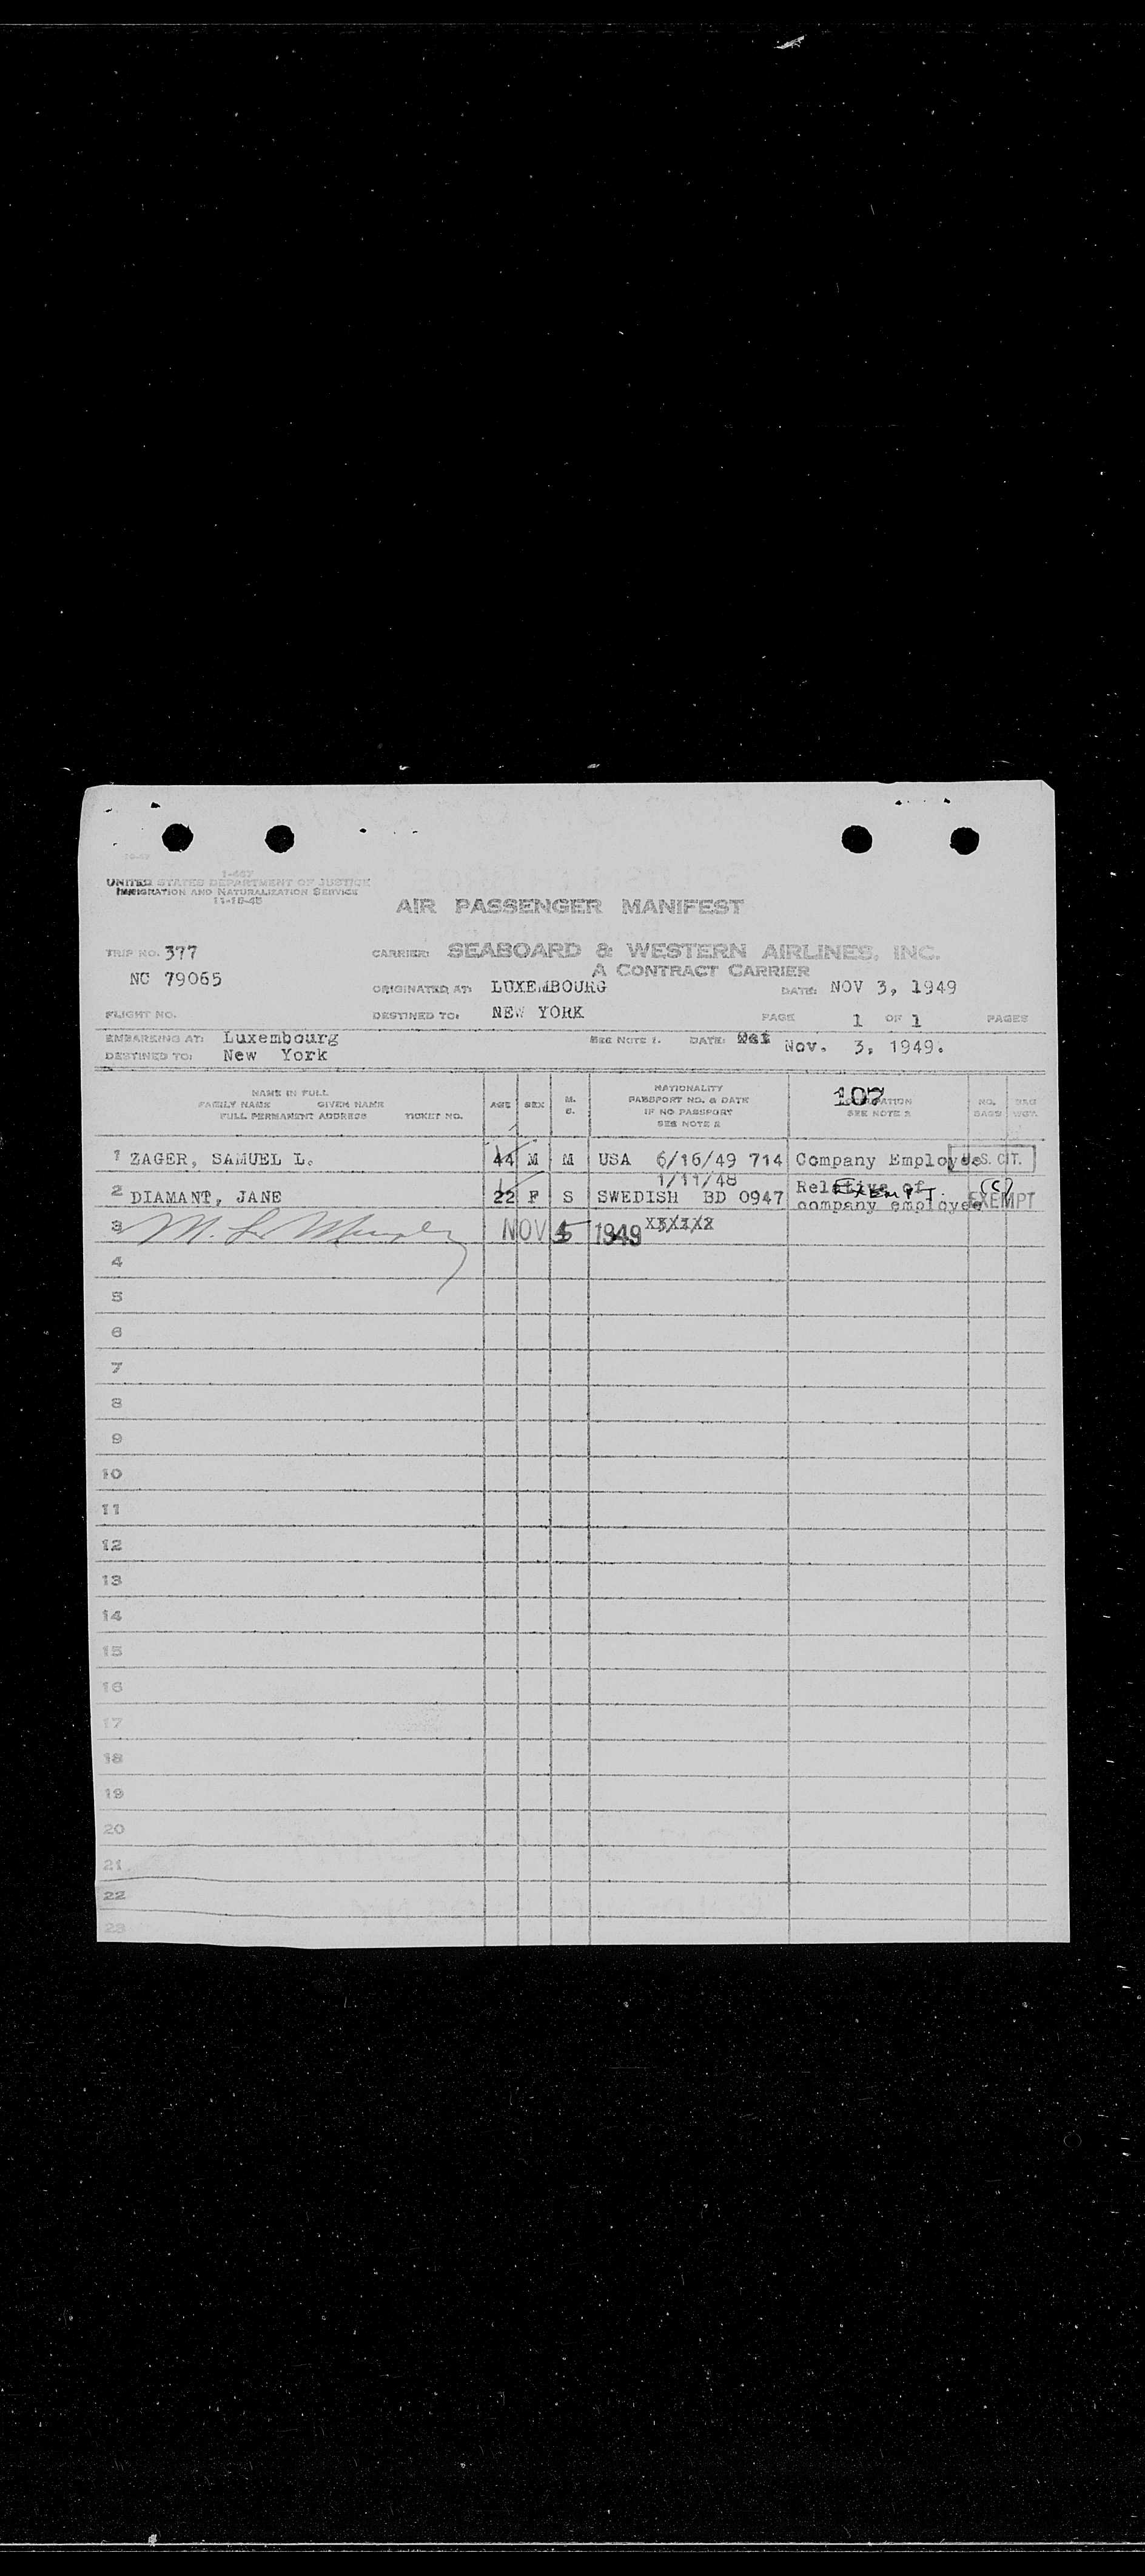 I-467
UNITED STATES DEPARTMENT OF JUSTICE
IMMIGRATION AND NATURALIZATION SERVICE
11-15-45
AIR PASSENGER MANIFEST
TRIP NO. 377
CARRIER: SEABOARD & WESTERN AIRLINES, INC.
A CONTRACT CARRIER
NC 79065
ORIGINATED AT: LUXEMBOURG DATE: NOV 3, 1949
FLIGHT NO. DESTINED TO: NEW YORK PAGE 1 OF 1 PAGES
EMBARKING AT: Luxembourg SEE NOTE 1. DATE: Nov. 3, 1949.
DESTINED TO: New York
NAME IN FULL
FAMILY NAME GIVEN NAME
FULL PERMANENT ADDRESS TICKET NO.
AGE SEX M. S.
NATIONALITY
PASSPORT NO. & DATE
IF NO PASSPORT
SEE NOTE 2
107
SEE NOTE 2
NO. BAGS BAG WGT.
1 ZAGER, SAMUEL L. 44 M M USA 6/16/49 714 Company Employee U.S. CIT.
1/11/48
2 DIAMANT, JANE 22 F S SWEDISH BD 0947 Relative of company employee EXEMPT. (C) EXEMPT
3 NOV 1949
4
5
6
7
8
9
10
11
12
13
14
15
16
17
18
19
20
21
22
23